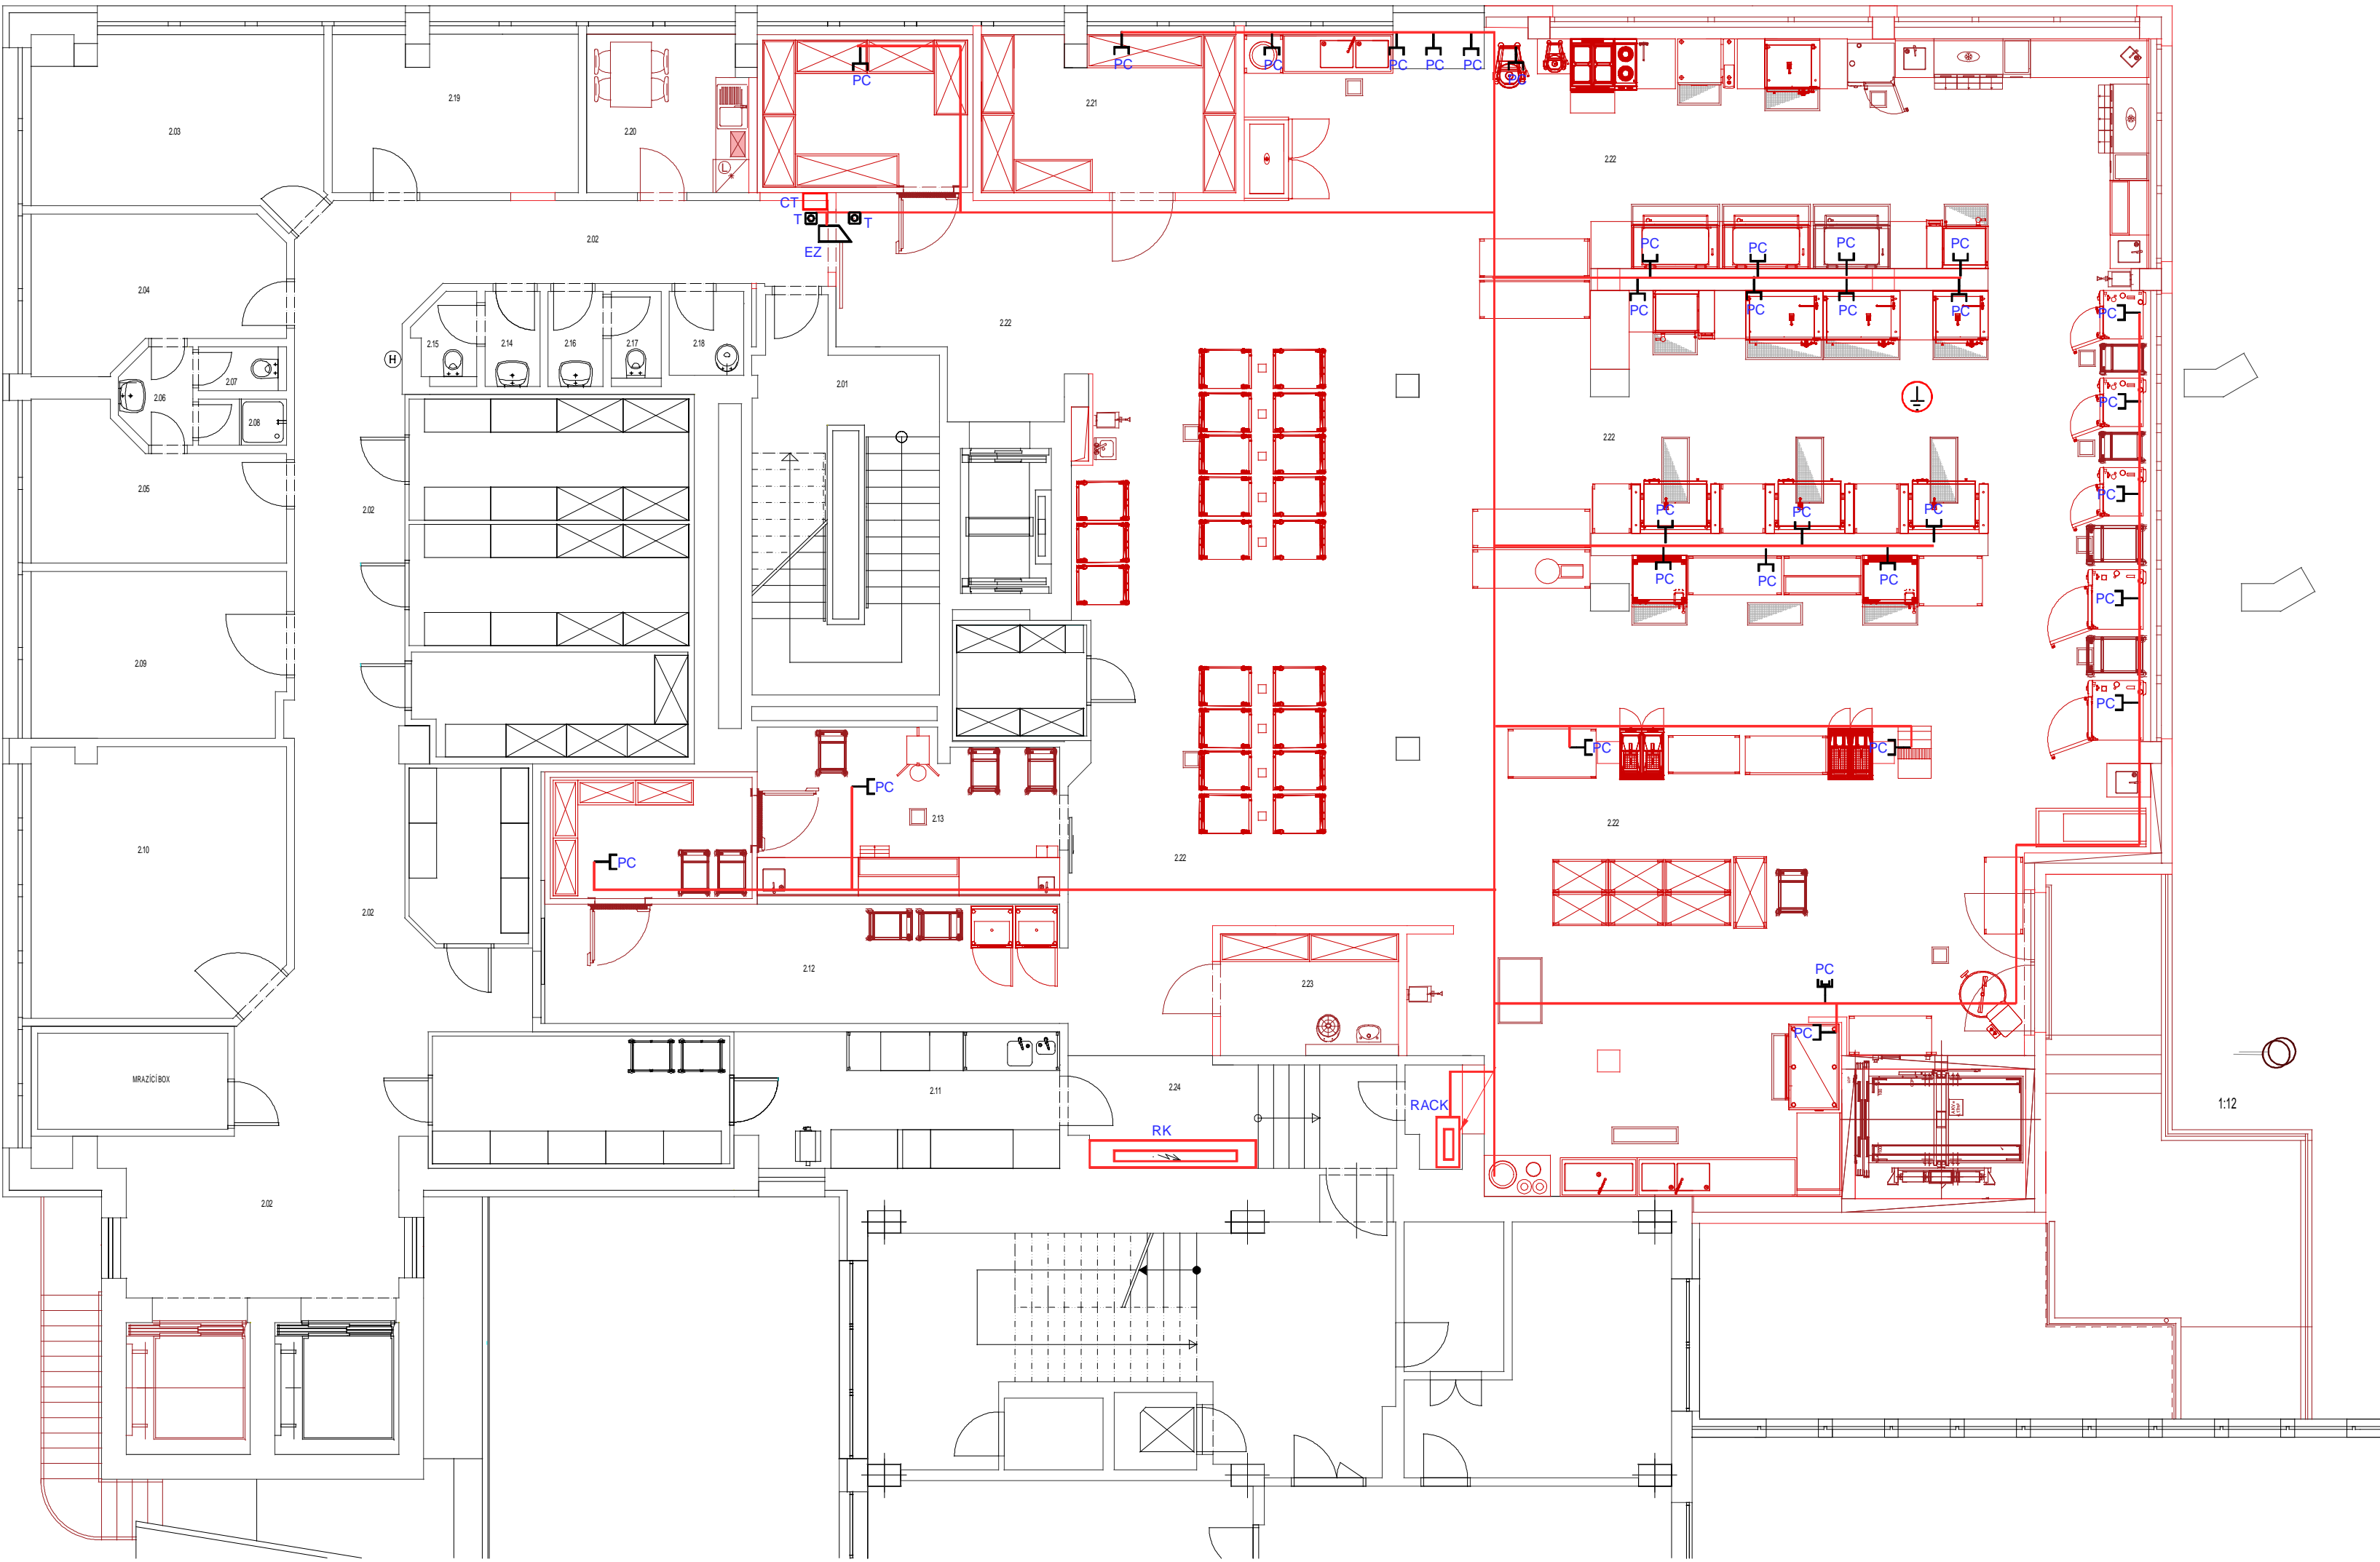 PC
PC
PC
PC
PC
PC
PC
2.19
2.03
2.20
2.21
2.22
L
CT
T
T
EZ
2.02
PC
PC
PC
PC
2.04
2.22
PC
PC
PC
PC
PC
H
2.15
2.14
2.16
2.17
2.18
2.01
2.07
2.06
2.08
PC
2.22
2.05
2.02
PC
PC
PC
PC
PC
PC
PC
PC
2.09
PC
PC
PC
PC
2.13
2.10
PC
2.22
2.22
2.02
2.12
2.23
PC
PC
MRAZÍCÍ BOX
2.11
2.24
RACK
RK
1:12
2.02